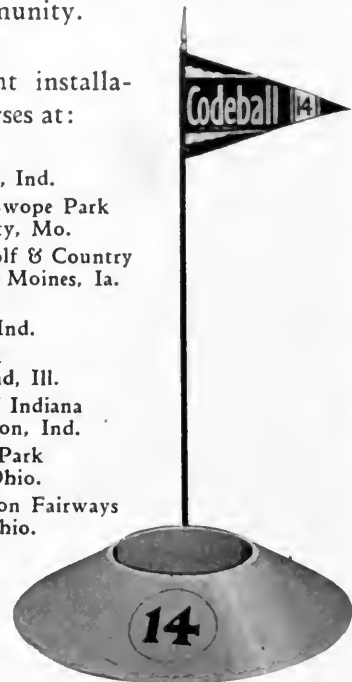 munity.
nt installa-
rses at:
, Ind.
wope Park
ty, Mo.
olf & Country
Moines, Ia.
Ind.
d, Ill.
Indiana
on, Ind.
Park
Ohio.
on Fairways
hio.
Codeball 14
14